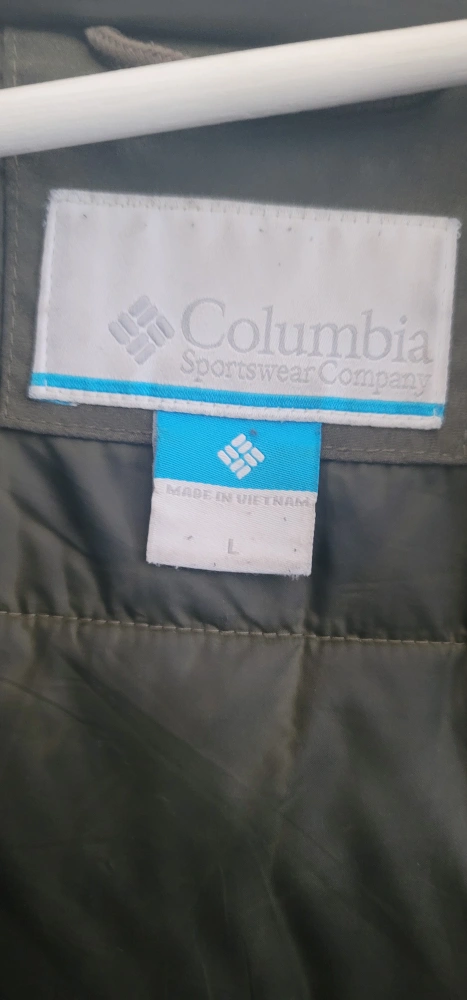 Columbia
Sportswear Company
MADE IN VIETNAM
L